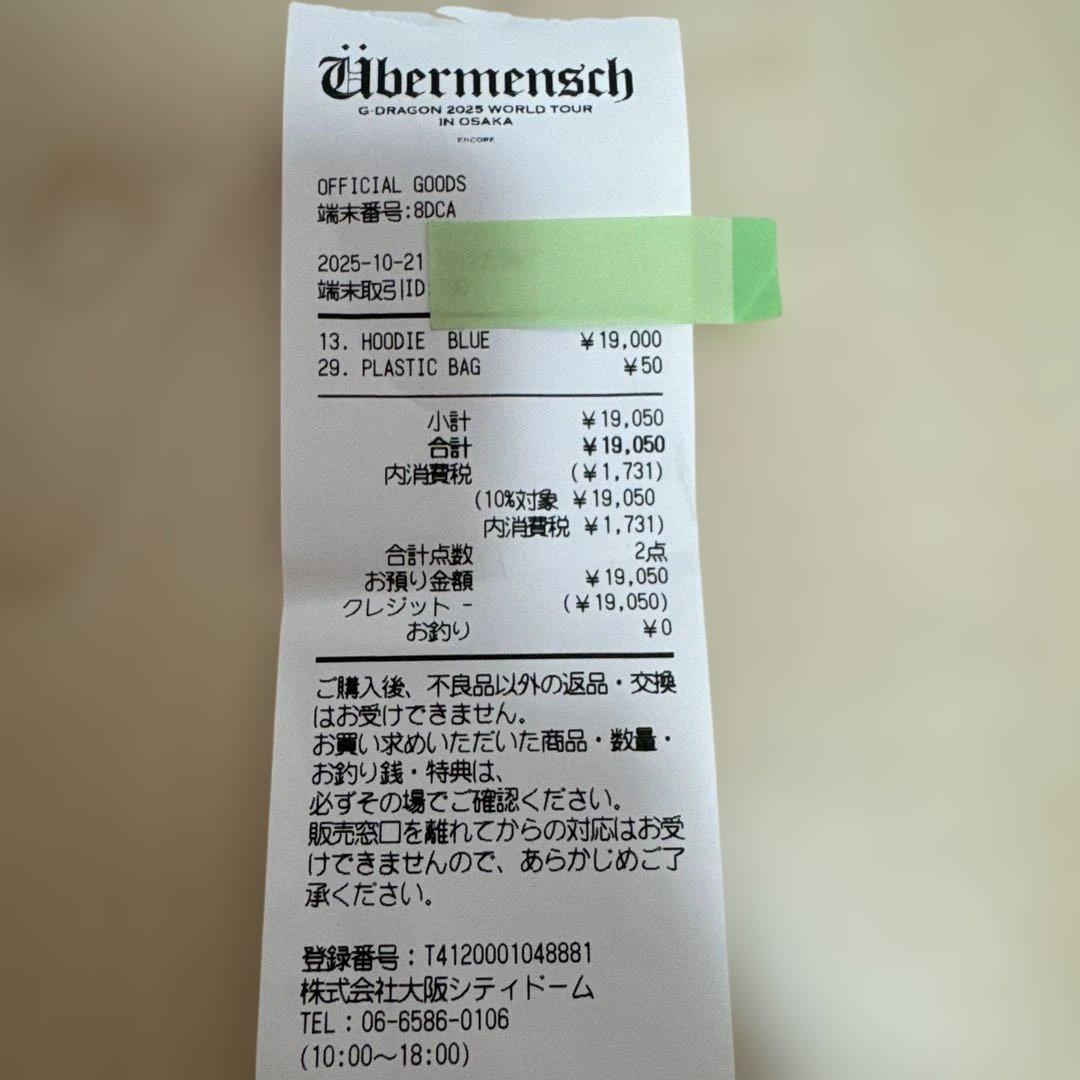 Übermensch
G-DRAGON 2025 WORLD TOUR
IN OSAKA
ENCORE
OFFICIAL GOODS
端末番号:8DCA
2025-10-21
端末取引ID
13. HOODIE BLUE ¥19,000
29. PLASTIC BAG ¥50
小計 ¥19,050
合計 ¥19,050
内消費税 (¥1,731)
(10%対象 ¥19,050
内消費税 ¥1,731)
合計点数 2点
お預り金額 ¥19,050
クレジット - (¥19,050)
お釣り ¥0
ご購入後、不良品以外の返品・交換
はお受けできません。
お買い求めいただいた商品・数量・
お釣り銭・特典は、
必ずその場でご確認ください。
販売窓口を離れてからの対応はお受
けできませんので、あらかじめご了
承ください。
登録番号：T4120001048881
株式会社大阪シティドーム
TEL：06-6586-0106
(10:00～18:00)